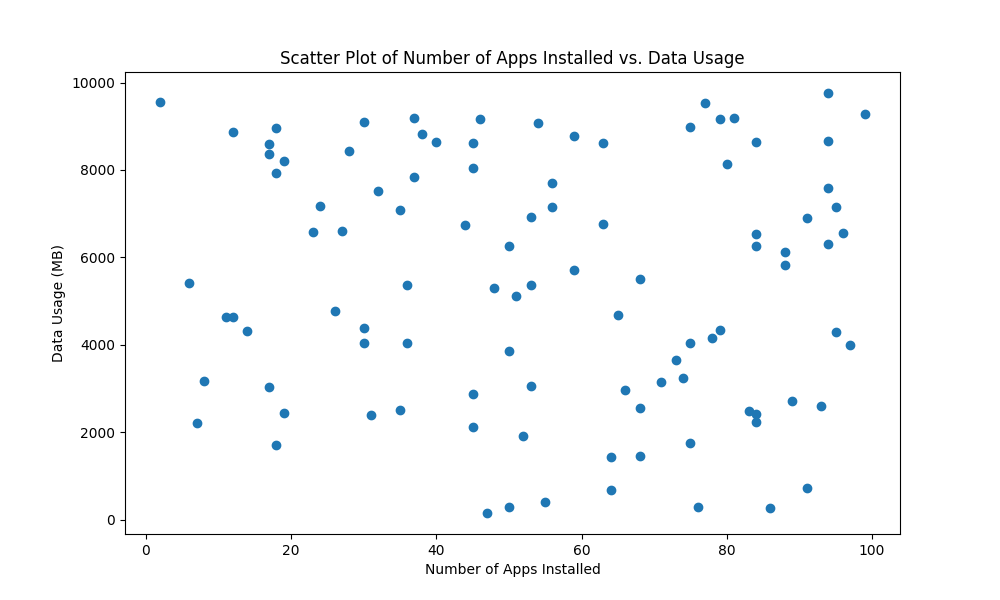 Scatter Plot of Number of Apps Installed vs. Data Usage
10000
8000
6000
4000
2000
0
Data Usage (MB)
0 20 40 60 80 100
Number of Apps Installed